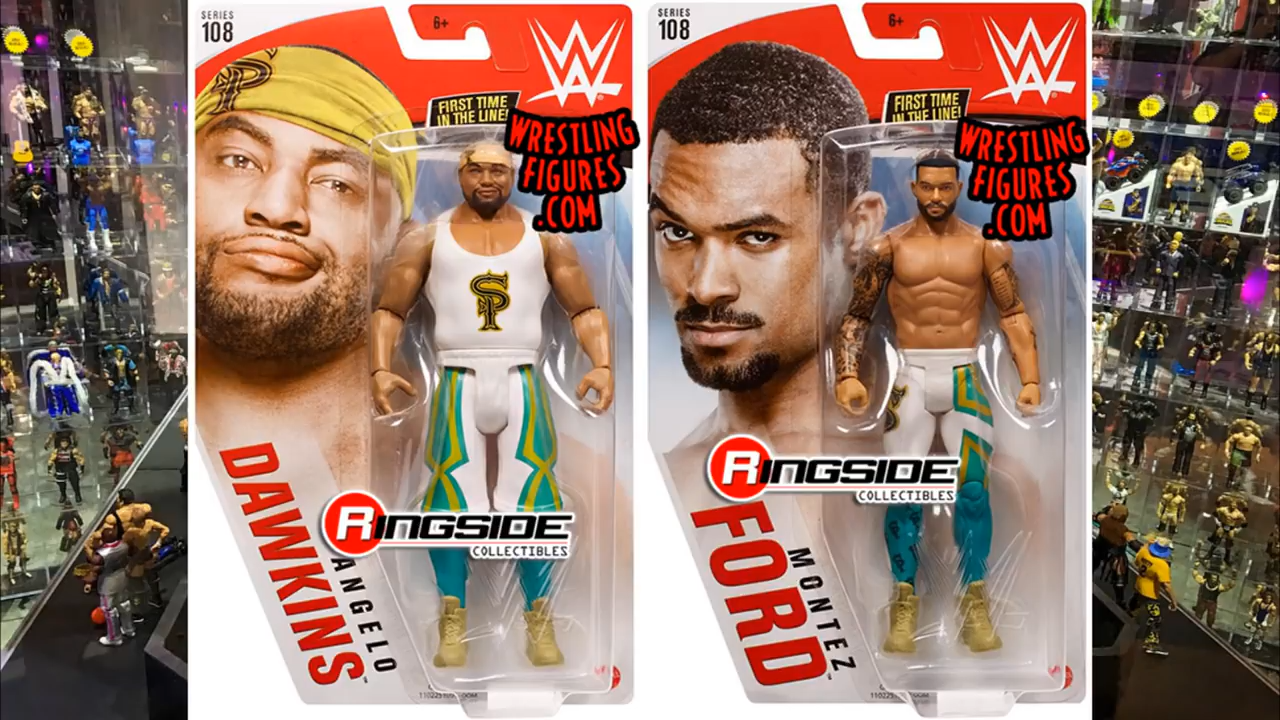 SERIES
108
6+
FIRST TIME
IN THE LINE!
WRESTLING
FIGURES
.COM
SP
RINGSIDE
COLLECTIBLES
ANGELO
DAWKINS
SERIES
108
6+
FIRST TIME
IN THE LINE!
WRESTLING
FIGURES
.COM
RINGSIDE
COLLECTIBLES
MONTEZ
FORD